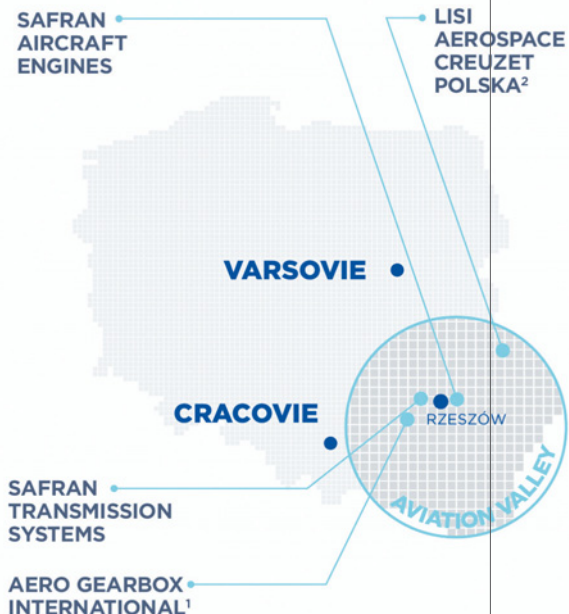 SAFRAN
AIRCRAFT
ENGINES
LISI
AEROSPACE
CREUZET
POLSKA²
VARSOVIE
CRACOVIE
RZESZÓW
AVIATION VALLEY
SAFRAN
TRANSMISSION
SYSTEMS
AERO GEARBOX
INTERNATIONAL¹